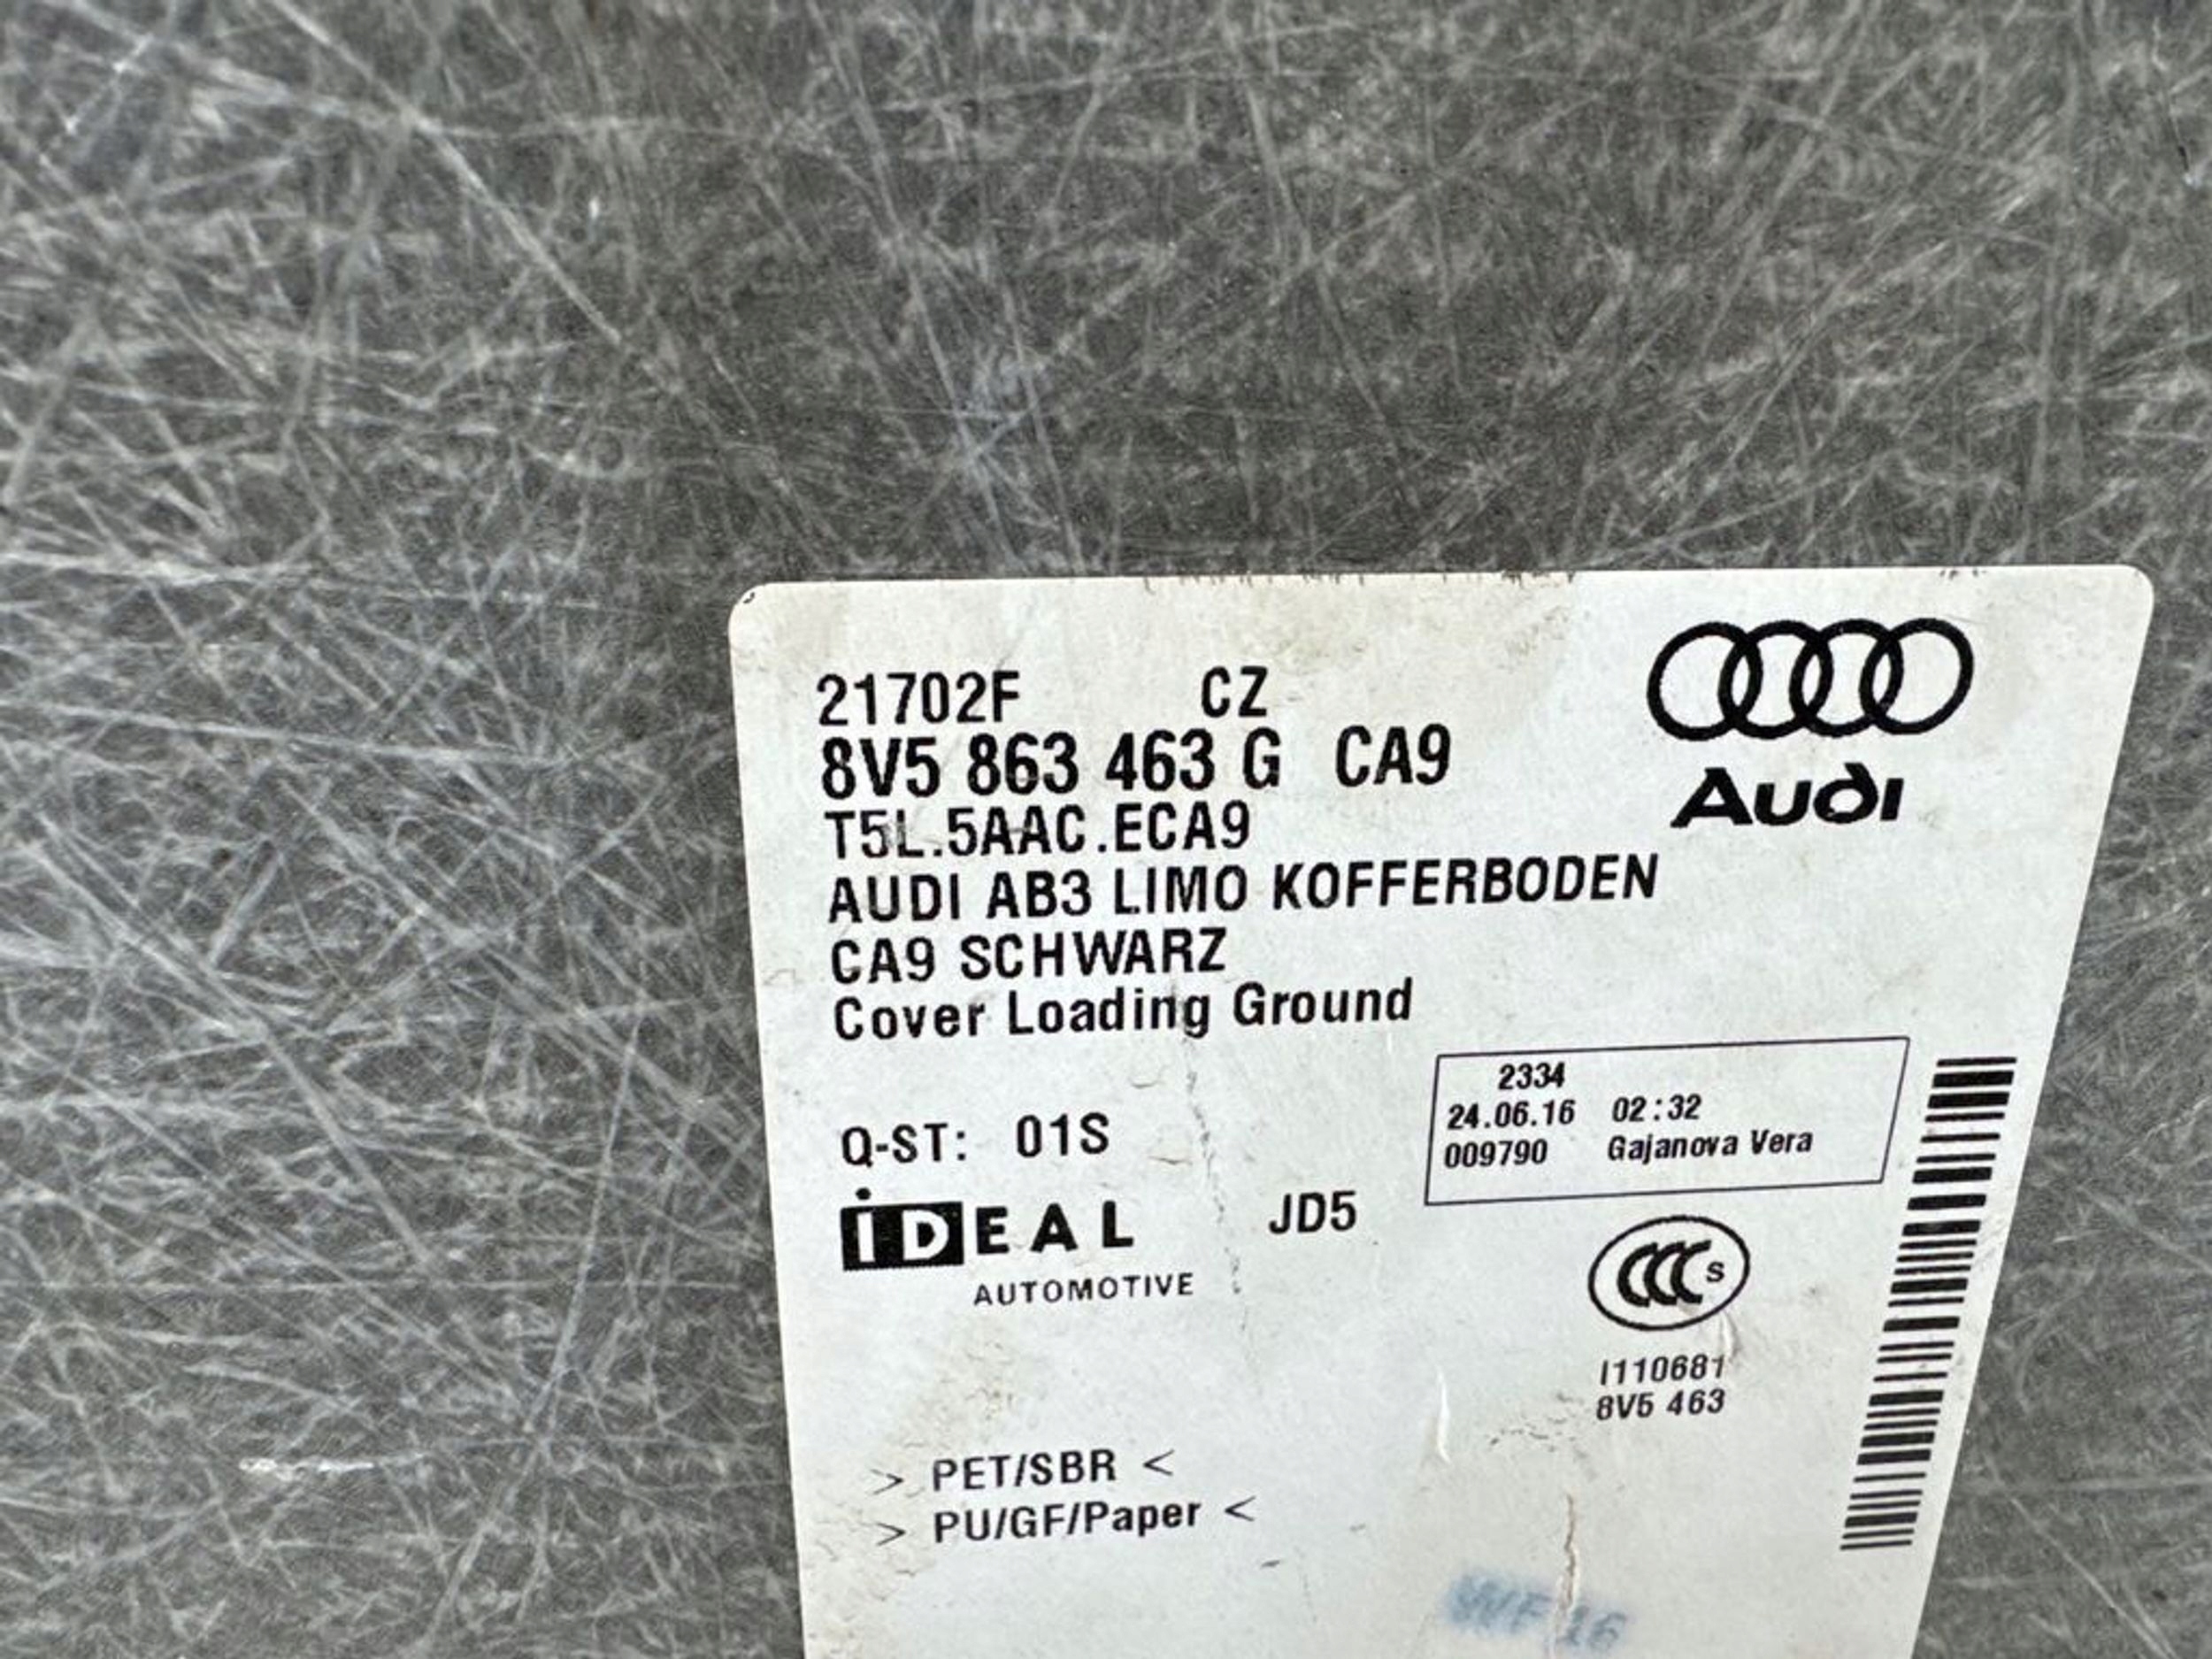 21702F CZ
8V5 863 463 G CA9
T5L.5AAC.ECA9
AUDI AB3 LIMO KOFFERBODEN
CA9 SCHWARZ
Cover Loading Ground
Audi
2334
24.06.16 02:32
009790 Gajanova Vera
Q-ST: 01S
iDEAL JD5
AUTOMOTIVE
CCC S
I110681
8V5 463
> PET/SBR <
> PU/GF/Paper <